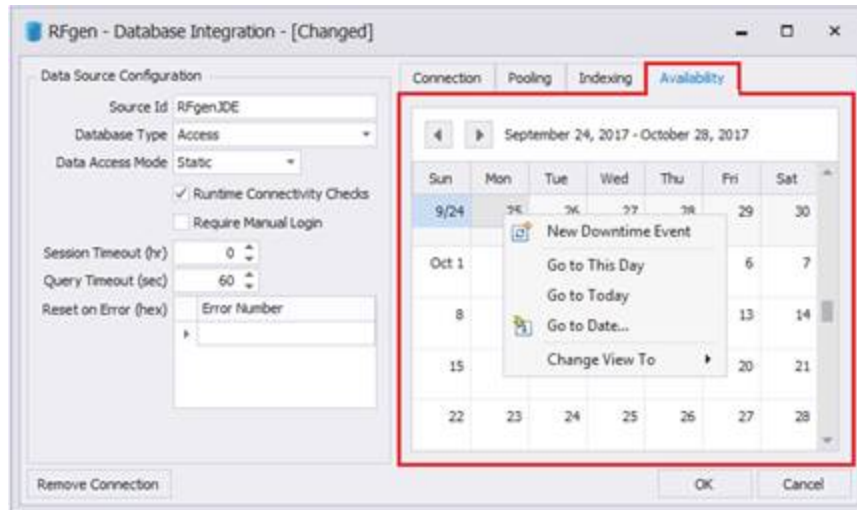 RFgen - Database Integration - [Changed]
Data Source Configuration
Source Id RFgenJDE
Database Type Access
Data Access Mode Static
Runtime Connectivity Checks
Require Manual Login
Session Timeout (hr) 0
Query Timeout (sec) 60
Reset on Error (hex) Error Number
Connection Pooling Indexing Availability
September 24, 2017 - October 28, 2017
Sun Mon Tue Wed Thu Fri Sat
9/24 25 26 27 28 29 30
New Downtime Event
Oct 1 Go to This Day 6 7
Go to Today
8 Go to Date... 13 14
15 Change View To 20 21
22 23 24 25 26 27 28
Remove Connection OK Cancel